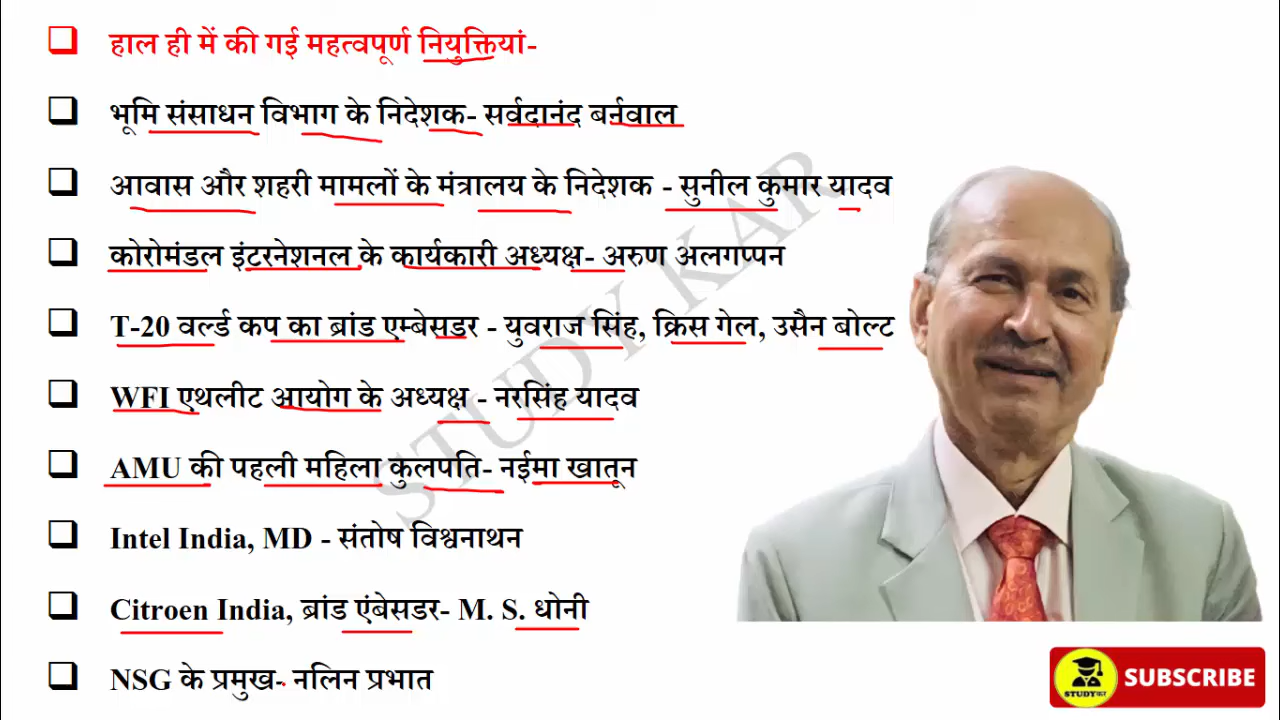 हाल ही में की गई महत्वपूर्ण नियुक्तियां-
भूमि संसाधन विभाग के निदेशक- सर्वदानंद बर्नवाल
आवास और शहरी मामलों के मंत्रालय के निदेशक - सुनील कुमार यादव
कोरोमंडल इंटरनेशनल के कार्यकारी अध्यक्ष- अरुण अलगप्पन
T-20 वर्ल्ड कप का ब्रांड एम्बेसडर - युवराज सिंह, क्रिस गेल, उसैन बोल्ट
WFI एथलीट आयोग के अध्यक्ष - नरसिंह यादव
AMU की पहली महिला कुलपति- नईमा खातून
Intel India, MD - संतोष विश्वनाथन
Citroen India, ब्रांड एंबेसडर- M. S. धोनी
NSG के प्रमुख- नलिन प्रभात
STUDY KAR
STUDYकर
SUBSCRIBE